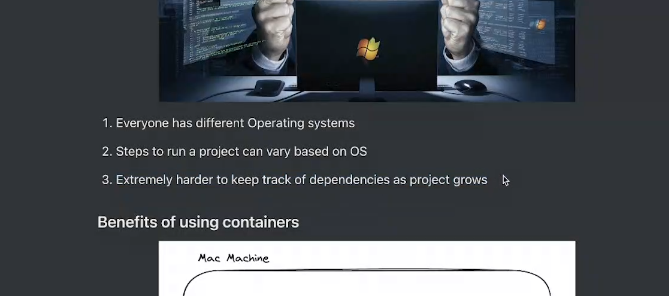 1. Everyone has different Operating systems
2. Steps to run a project can vary based on OS
3. Extremely harder to keep track of dependencies as project grows
Benefits of using containers
Mac Machine